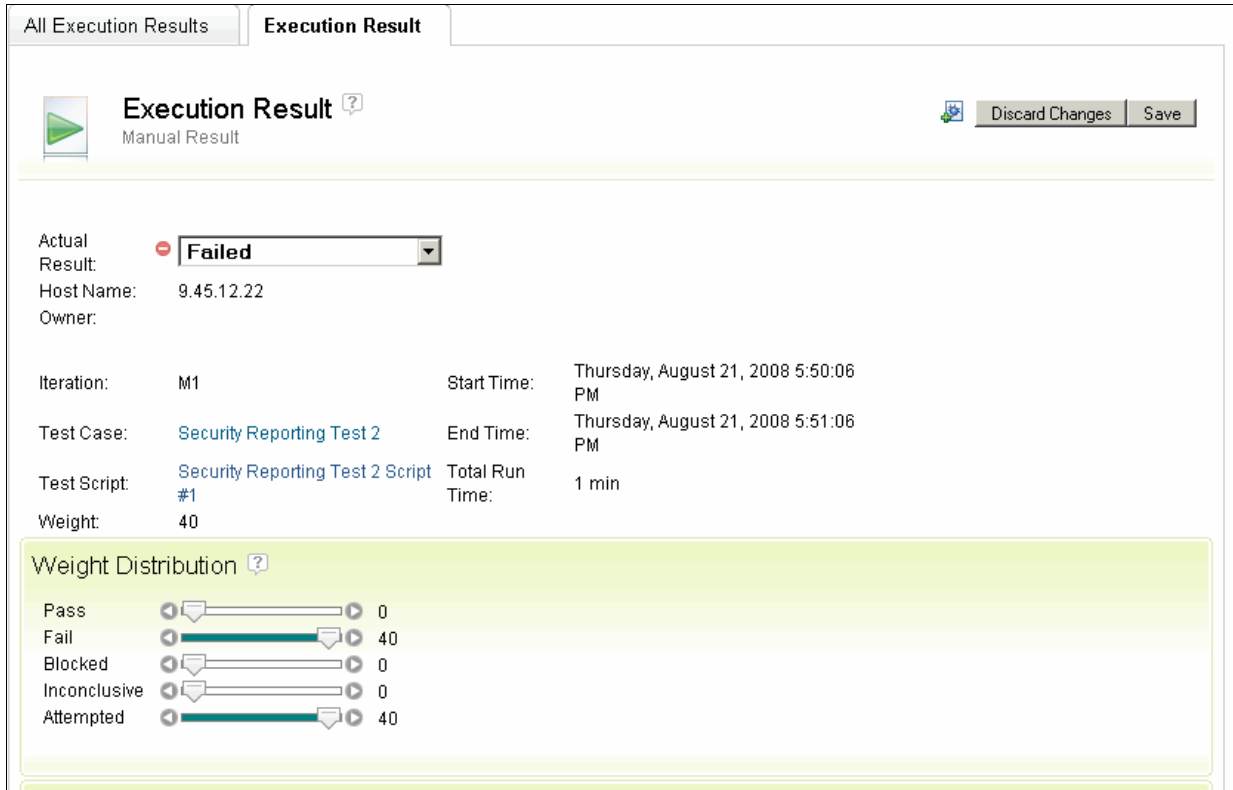 All Execution Results
Execution Result
Execution Result ?
Manual Result
Discard Changes
Save
Actual
Result:
Failed
Host Name:
9.45.12.22
Owner:
Iteration:
M1
Start Time:
Thursday, August 21, 2008 5:50:06
PM
Test Case:
Security Reporting Test 2
End Time:
Thursday, August 21, 2008 5:51:06
PM
Test Script:
Security Reporting Test 2 Script
#1
Total Run
Time:
1 min
Weight:
40
Weight Distribution ?
Pass
0
Fail
40
Blocked
0
Inconclusive
0
Attempted
40